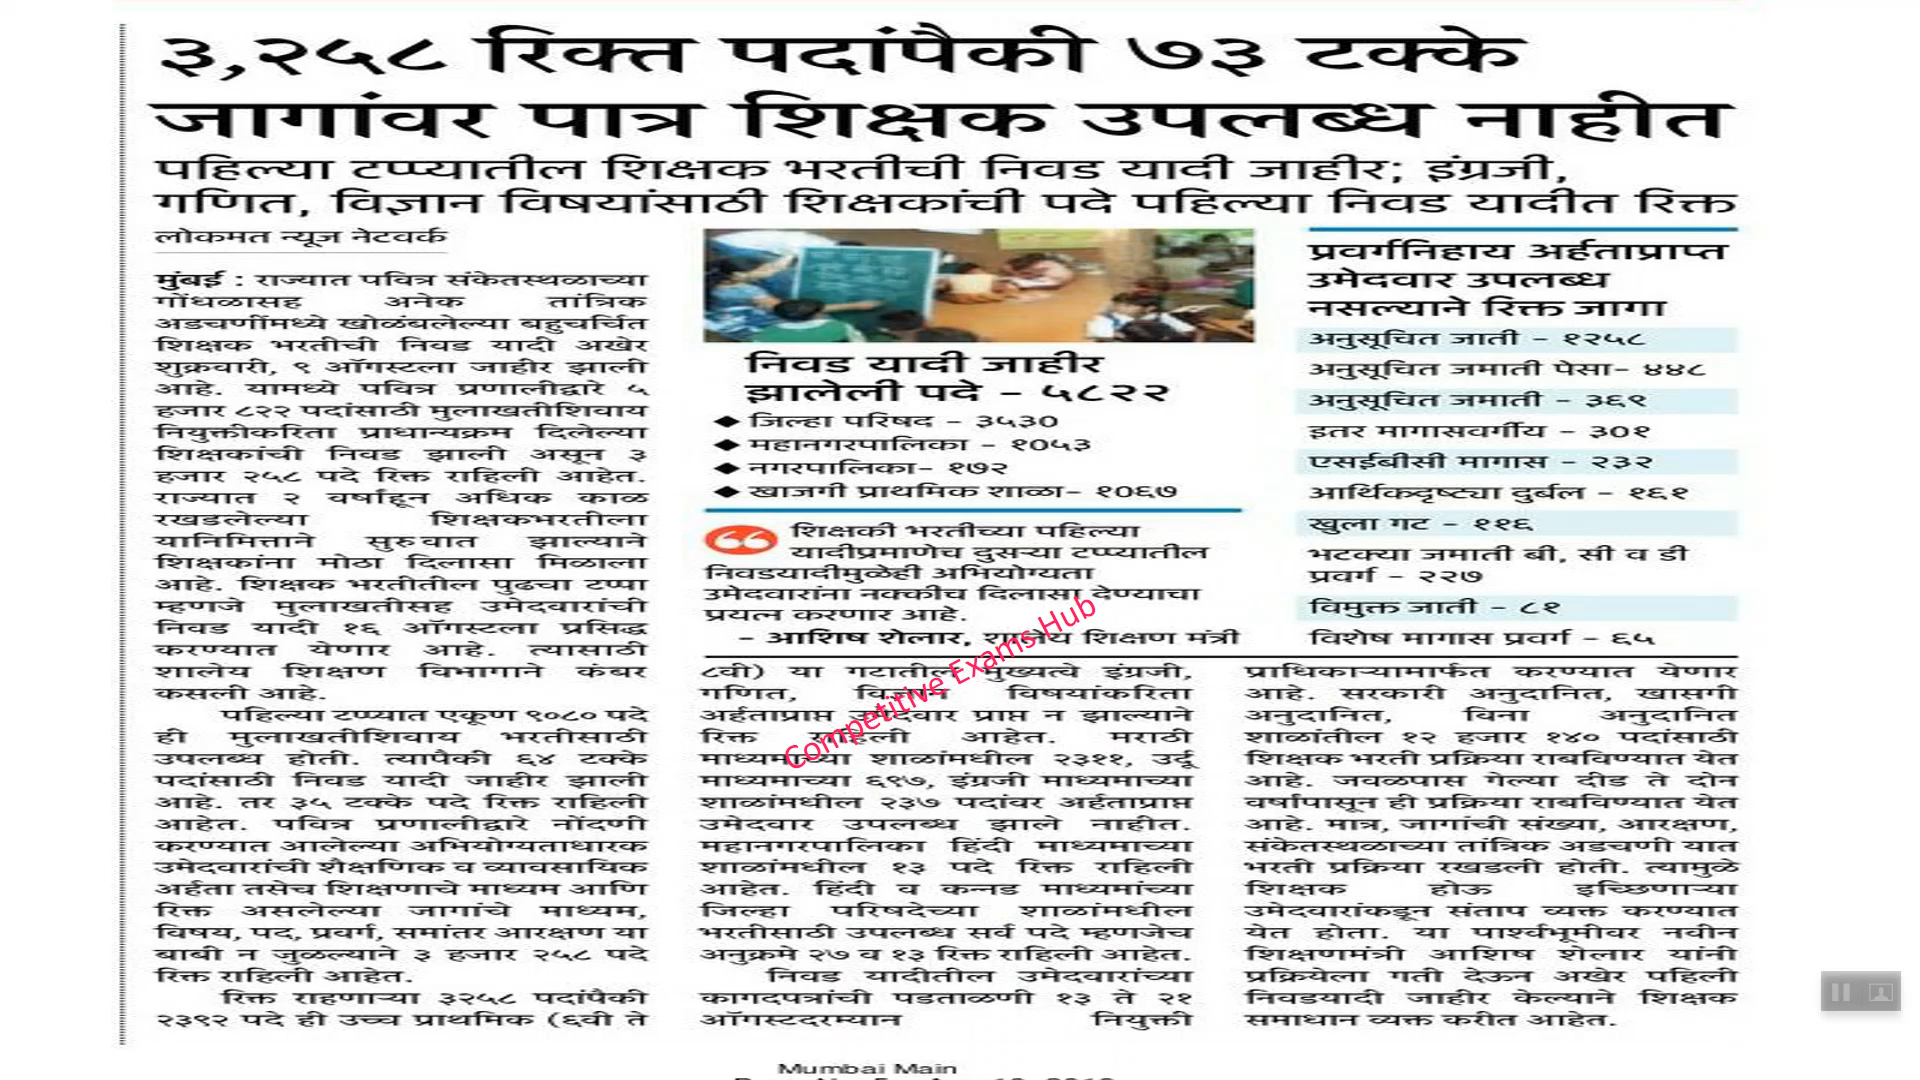 ३,२५८ रिक्त पदांपैकी ७३ टक्के
जागांवर पात्र शिक्षक उपलब्ध नाहीत
पहिल्या टप्प्यातील शिक्षक भरतीची निवड यादी जाहीर; इंग्रजी,
गणित, विज्ञान विषयांसाठी शिक्षकांची पदे पहिल्या निवड यादीत रिक्त
लोकमत न्यूज नेटवर्क
मुंबई : राज्यात पवित्र संकेतस्थळाच्या
गोंधळासह अनेक तांत्रिक
अडचणींमध्ये खोळंबलेल्या बहुचर्चित
शिक्षक भरतीची निवड यादी अखेर
शुक्रवारी, ९ ऑगस्टला जाहीर झाली
आहे. यामध्ये पवित्र प्रणालीद्वारे ५
हजार ८२२ पदांसाठी मुलाखतीशिवाय
नियुक्तीकरिता प्राधान्यक्रम दिलेल्या
शिक्षकांची निवड झाली असून ३
हजार २५८ पदे रिक्त राहिली आहेत.
राज्यात २ वर्षांहून अधिक काळ
रखडलेल्या शिक्षकभरतीला
यानिमित्ताने सुरुवात झाल्याने
शिक्षकांना मोठा दिलासा मिळाला
आहे. शिक्षक भरतीतील पुढचा टप्पा
म्हणजे मुलाखतीसह उमेदवारांची
निवड यादी १६ ऑगस्टला प्रसिद्ध
करण्यात येणार आहे. त्यासाठी
शालेय शिक्षण विभागाने कंबर
कसली आहे.
पहिल्या टप्प्यात एकूण ९०८० पदे
ही मुलाखतीशिवाय भरतीसाठी
उपलब्ध होती. त्यापैकी ६४ टक्के
पदांसाठी निवड यादी जाहीर झाली
आहे. तर ३५ टक्के पदे रिक्त राहिली
आहेत. पवित्र प्रणालीद्वारे नोंदणी
करण्यात आलेल्या अभियोग्यताधारक
उमेदवारांची शैक्षणिक व व्यावसायिक
अर्हता तसेच शिक्षणाचे माध्यम आणि
रिक्त असलेल्या जागांचे माध्यम,
विषय, पद, प्रवर्ग, समांतर आरक्षण या
बाबी न जुळल्याने ३ हजार २५८ पदे
रिक्त राहिली आहेत.
रिक्त राहणाऱ्या ३२५८ पदांपैकी
२३९२ पदे ही उच्च प्राथमिक (६वी ते
निवड यादी जाहीर
झालेली पदे - ५८२२
◆ जिल्हा परिषद - ३५३०
◆ महानगरपालिका - १०५३
◆ नगरपालिका- १७२
◆ खाजगी प्राथमिक शाळा- १०६७
शिक्षकी भरतीच्या पहिल्या
यादीप्रमाणेच दुसऱ्या टप्प्यातील
निवडयादीमुळेही अभियोग्यता
उमेदवारांना नक्कीच दिलासा देण्याचा
प्रयत्न करणार आहे.
- आशिष शेलार, शालेय शिक्षण मंत्री
८वी) या गटातील मुख्यत्वे इंग्रजी,
गणित, विज्ञान विषयांकरिता
अर्हताप्राप्त उमेदवार प्राप्त न झाल्याने
रिक्त राहिली आहेत. मराठी
माध्यमाच्या शाळांमधील २३११, उर्दू
माध्यमाच्या ६९७, इंग्रजी माध्यमाच्या
शाळांमधील २३७ पदांवर अर्हताप्राप्त
उमेदवार उपलब्ध झाले नाहीत.
महानगरपालिका हिंदी माध्यमाच्या
शाळांमधील १३ पदे रिक्त राहिली
आहेत. हिंदी व कन्नड माध्यमांच्या
जिल्हा परिषदेच्या शाळांमधील
भरतीसाठी उपलब्ध सर्व पदे म्हणजेच
अनुक्रमे २७ व १३ रिक्त राहिली आहेत.
निवड यादीतील उमेदवारांच्या
कागदपत्रांची पडताळणी १३ ते २१
ऑगस्टदरम्यान नियुक्ती
प्रवर्गनिहाय अर्हताप्राप्त
उमेदवार उपलब्ध
नसल्याने रिक्त जागा
अनुसूचित जाती - १२५८
अनुसूचित जमाती पेसा- ४४८
अनुसूचित जमाती - ३६९
इतर मागासवर्गीय - ३०१
एसईबीसी मागास - २३२
आर्थिकदृष्ट्या दुर्बल - १६१
खुला गट - ११६
भटक्या जमाती बी, सी व डी
प्रवर्ग - २२७
विमुक्त जाती - ८१
विशेष मागास प्रवर्ग - ६५
प्राधिकाऱ्यामार्फत करण्यात येणार
आहे. सरकारी अनुदानित, खासगी
अनुदानित, विना अनुदानित
शाळांतील १२ हजार १४० पदांसाठी
शिक्षक भरती प्रक्रिया राबविण्यात येत
आहे. जवळपास गेल्या दीड ते दोन
वर्षांपासून ही प्रक्रिया राबविण्यात येत
आहे. मात्र, जागांची संख्या, आरक्षण,
संकेतस्थळाच्या तांत्रिक अडचणी यात
भरती प्रक्रिया रखडली होती. त्यामुळे
शिक्षक होऊ इच्छिणाऱ्या
उमेदवारांकडून संताप व्यक्त करण्यात
येत होता. या पार्श्वभूमीवर नवीन
शिक्षणमंत्री आशिष शेलार यांनी
प्रक्रियेला गती देऊन अखेर पहिली
निवडयादी जाहीर केल्याने शिक्षक
समाधान व्यक्त करीत आहेत.
Competitive Exams Hub
Mumbai Main